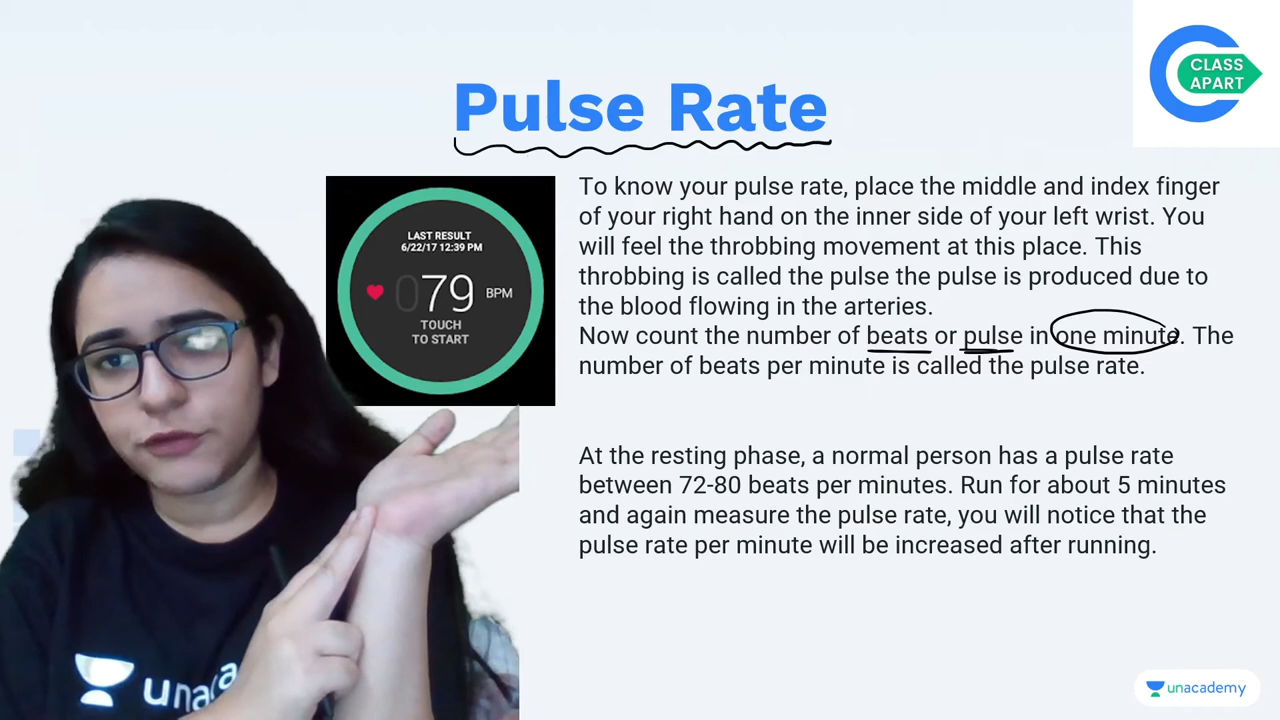 CLASS
APART
Pulse Rate
LAST RESULT
6/22/17 12:39 PM
079 BPM
TOUCH
TO START
To know your pulse rate, place the middle and index finger
of your right hand on the inner side of your left wrist. You
will feel the throbbing movement at this place. This
throbbing is called the pulse the pulse is produced due to
the blood flowing in the arteries.
Now count the number of beats or pulse in one minute. The
number of beats per minute is called the pulse rate.
At the resting phase, a normal person has a pulse rate
between 72-80 beats per minutes. Run for about 5 minutes
and again measure the pulse rate, you will notice that the
pulse rate per minute will be increased after running.
unaca
unacademy